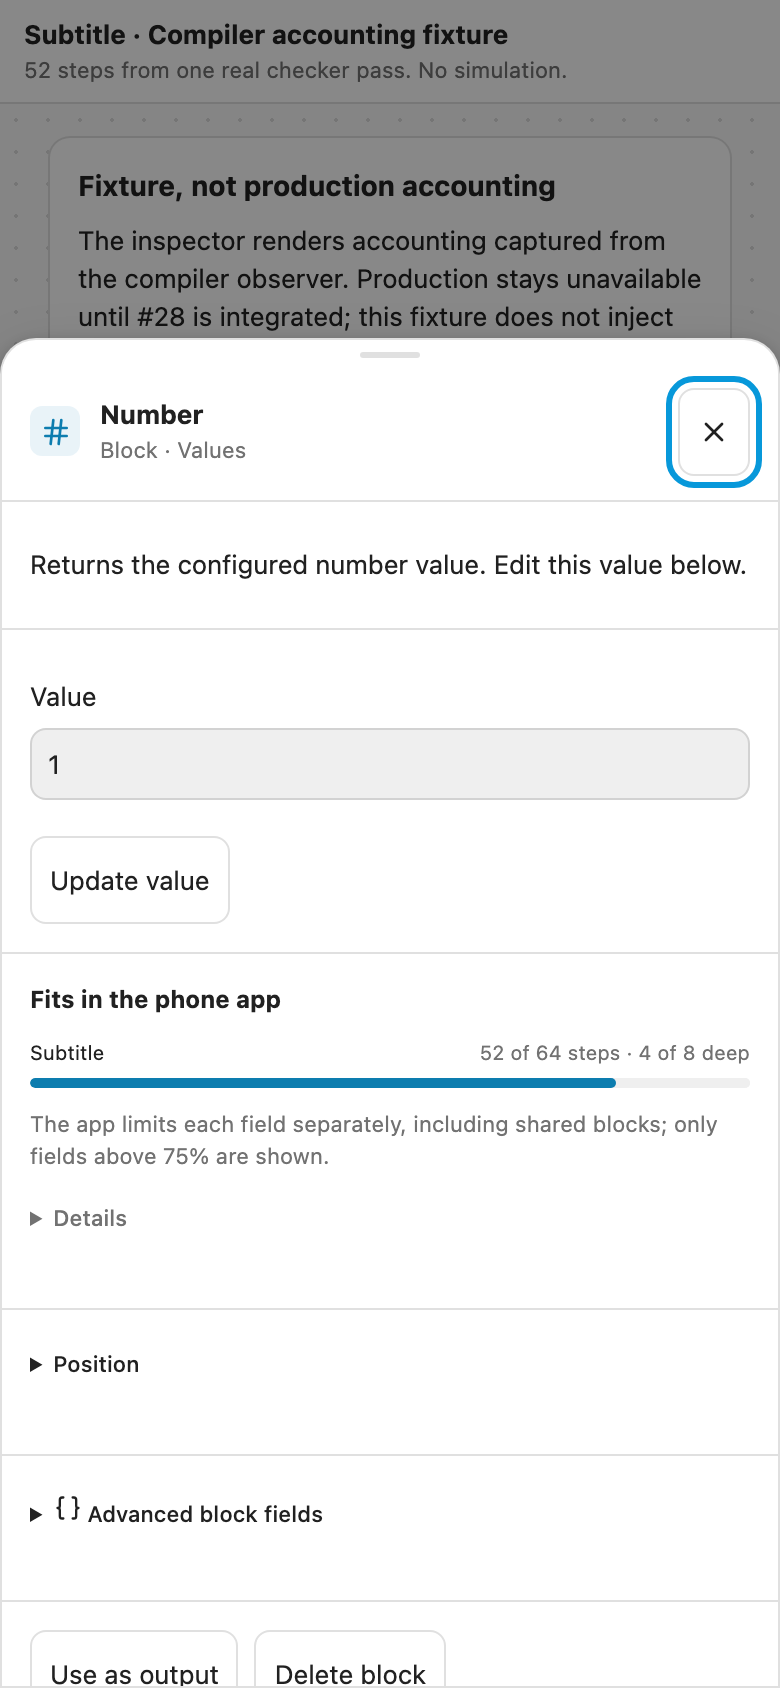 Subtitle · Compiler accounting fixture
52 steps from one real checker pass. No simulation.
Fixture, not production accounting
The inspector renders accounting captured from
the compiler observer. Production stays unavailable
until #28 is integrated; this fixture does not inject
Number
Block · Values
Returns the configured number value. Edit this value below.
Value
1
Update value
Fits in the phone app
Subtitle 52 of 64 steps · 4 of 8 deep
The app limits each field separately, including shared blocks; only
fields above 75% are shown.
Details
Position
{} Advanced block fields
Use as output Delete block